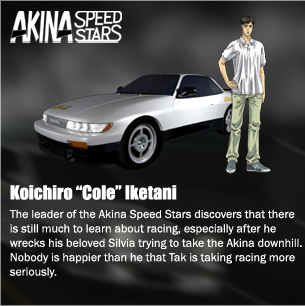 AKINA SPEED STARS
Koichiro “Cole” Iketani
The leader of the Akina Speed Stars discovers that there
is still much to learn about racing, especially after he
wrecks his beloved Silvia trying to take the Akina downhill.
Nobody is happier than he that Tak is taking racing more
seriously.